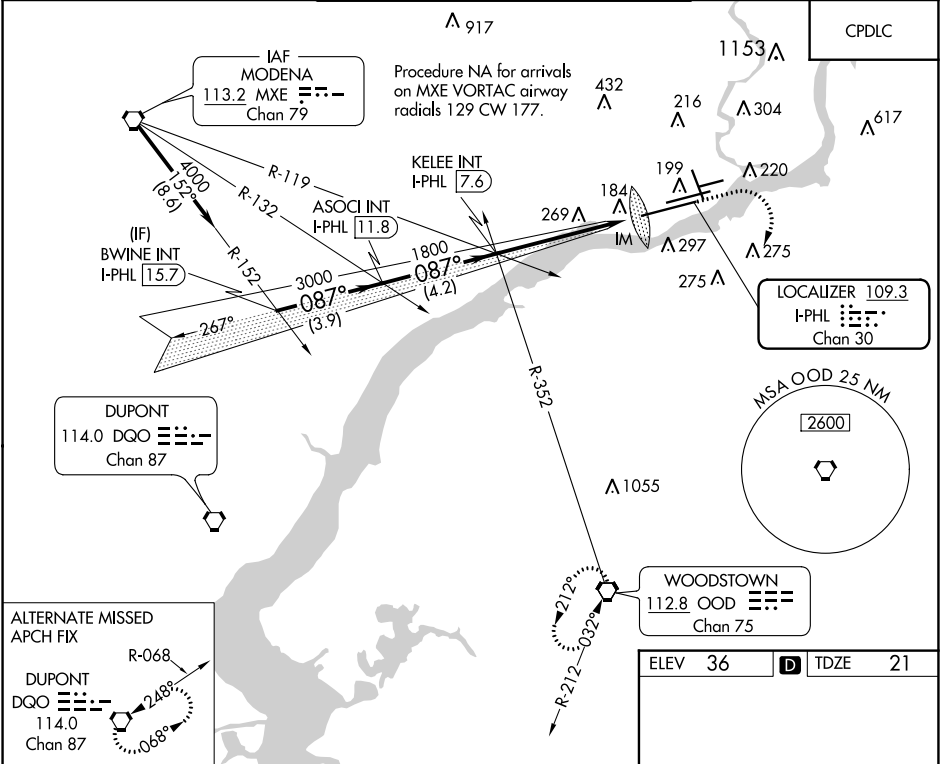 917
CPDLC
1153
IAF
MODENA
113.2 MXE
Chan 79
Procedure NA for arrivals
on MXE VORTAC airway
radials 129 CW 177.
432
216
304
617
4000
152°
(8.6)
R-119
R-132
R-152
KELEE INT
I-PHL 7.6
199
220
184
ASOCI INT
I-PHL 11.8
269
IM
297
275
275
(IF)
BWINE INT
I-PHL 15.7
3000
087°
(3.9)
1800
087°
(4.2)
267°
LOCALIZER 109.3
I-PHL
Chan 30
R-352
MSA OOD 25 NM
2600
DUPONT
114.0 DQO
Chan 87
1055
WOODSTOWN
112.8 OOD
Chan 75
212°
032°
R-212
ALTERNATE MISSED
APCH FIX
R-068
DUPONT
DQO
114.0
Chan 87
248°
068°
ELEV 36 D TDZE 21